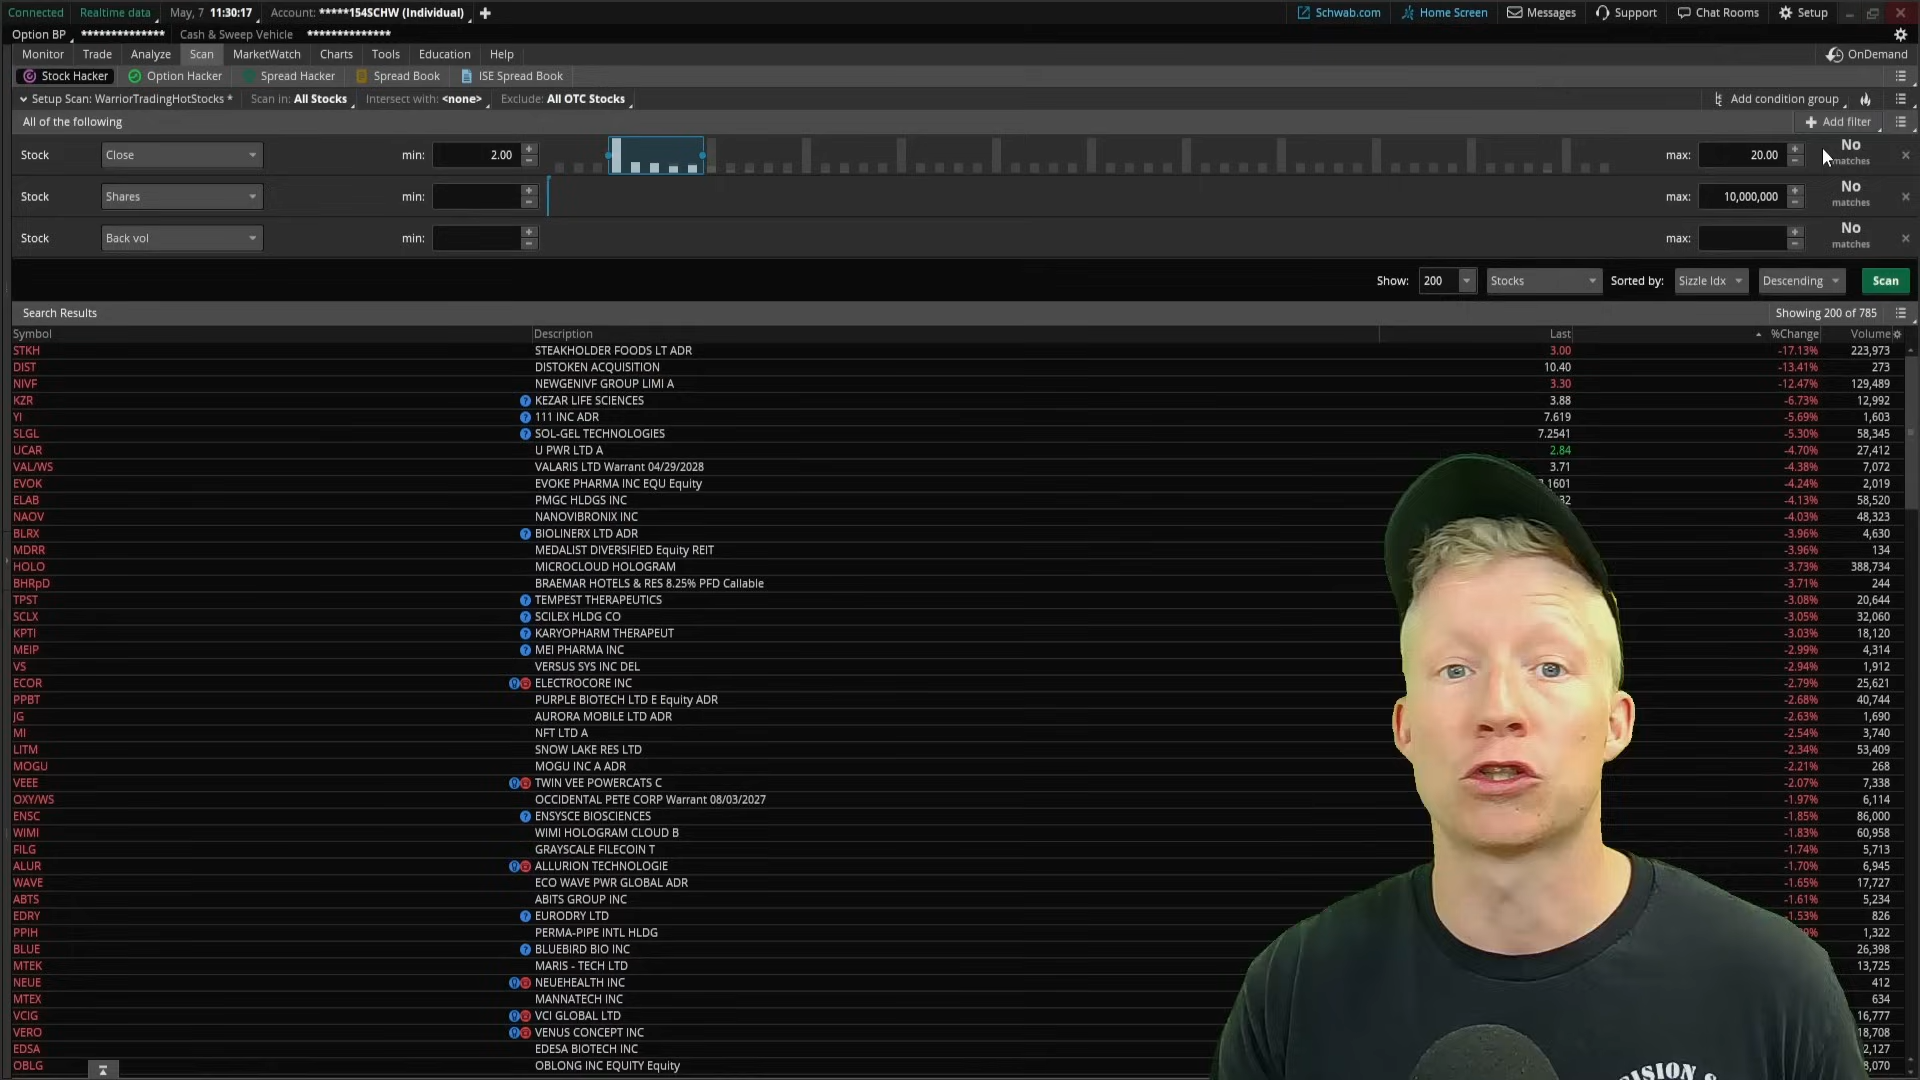 Connected Realtime data May, 7 11:30:17 Account: *****154SCHW (Individual) Schwab.com Home Screen Messages Support Chat Rooms Setup
Option BP ************** Cash & Sweep Vehicle **************
Monitor Trade Analyze Scan MarketWatch Charts Tools Education Help OnDemand
Stock Hacker Option Hacker Spread Hacker Spread Book ISE Spread Book
Setup Scan: WarriorTradingHotStocks * Scan in: All Stocks Intersect with: <none> Exclude: All OTC Stocks Add condition group
All of the following Add filter
Stock Close min: 2.00 max: 20.00 No matches
Stock Shares min: max: 10,000,000 No matches
Stock Back vol min: max: No matches
Show: 200 Stocks Sorted by: Sizzle Idx Descending Scan
Search Results Showing 200 of 785
Symbol Description Last %Change Volume
STKH STEAKHOLDER FOODS LT ADR 3.00 -17.13% 223,973
DIST DISTOKEN ACQUISITION 10.40 -13.41% 273
NIVF NEWGENIVF GROUP LIMI A 3.30 -12.47% 129,489
KZR KEZAR LIFE SCIENCES 3.88 -6.73% 12,992
YI 111 INC ADR 7.619 -5.69% 1,603
SLGL SOL-GEL TECHNOLOGIES 7.2541 -5.30% 58,345
UCAR U PWR LTD A 2.84 -4.70% 27,412
VAL/WS VALARIS LTD Warrant 04/29/2028 3.71 -4.38% 7,072
EVOK EVOKE PHARMA INC EQU Equity .1601 -4.24% 2,019
ELAB PMGC HLDGS INC 32 -4.13% 58,520
NAOV NANOVIBRONIX INC -4.03% 48,323
BLRX BIOLINERX LTD ADR -3.96% 4,630
MDRR MEDALIST DIVERSIFIED Equity REIT -3.96% 134
HOLO MICROCLOUD HOLOGRAM -3.73% 388,734
BHRpD BRAEMAR HOTELS & RES 8.25% PFD Callable -3.71% 244
TPST TEMPEST THERAPEUTICS -3.08% 20,644
SCLX SCILEX HLDG CO -3.05% 32,060
KPTI KARYOPHARM THERAPEUT -3.03% 18,120
MEIP MEI PHARMA INC -2.99% 4,314
VS VERSUS SYS INC DEL -2.94% 1,912
ECOR ELECTROCORE INC -2.79% 25,621
PPBT PURPLE BIOTECH LTD E Equity ADR -2.68% 40,744
JG AURORA MOBILE LTD ADR -2.63% 1,690
MI NFT LTD A -2.54% 3,740
LITM SNOW LAKE RES LTD -2.34% 53,409
MOGU MOGU INC A ADR -2.21% 268
VEEE TWIN VEE POWERCATS C -2.07% 7,338
OXY/WS OCCIDENTAL PETE CORP Warrant 08/03/2027 -1.97% 6,114
ENSC ENSYSCE BIOSCIENCES -1.85% 86,000
WIMI WIMI HOLOGRAM CLOUD B -1.83% 60,958
FILG GRAYSCALE FILECOIN T -1.74% 5,713
ALUR ALLURION TECHNOLOGIE -1.70% 6,945
WAVE ECO WAVE PWR GLOBAL ADR -1.65% 17,727
ABTS ABITS GROUP INC -1.61% 5,234
EDRY EURODRY LTD -1.53% 826
PPIH PERMA-PIPE INTL HLDG 1,322
BLUE BLUEBIRD BIO INC 26,398
MTEK MARIS - TECH LTD 13,725
NEUE NEUEHEALTH INC 412
MTEX MANNATECH INC 634
VCIG VCI GLOBAL LTD 16,777
VERO VENUS CONCEPT INC 18,708
EDSA EDESA BIOTECH INC 2,127
OBLG OBLONG INC EQUITY Equity 8,070
ISION